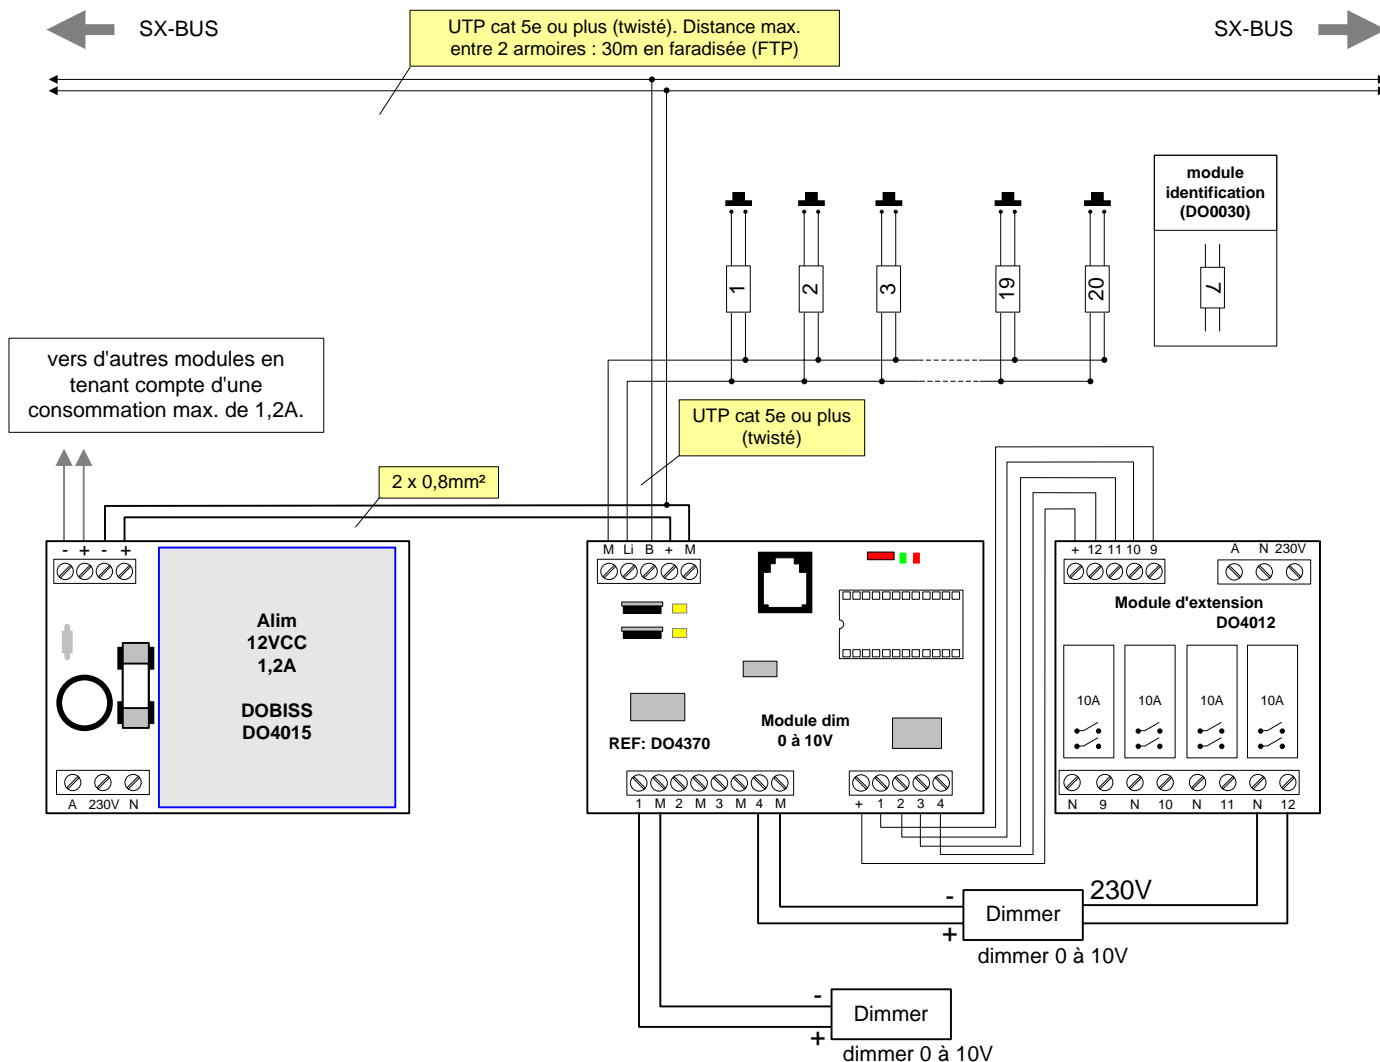 SX-BUS
UTP cat 5e ou plus (twisté). Distance max.
entre 2 armoires : 30m en faradisée (FTP)
SX-BUS
module
identification
(DO0030)
1
2
3
19
20
7
vers d'autres modules en
tenant compte d'une
consommation max. de 1,2A.
UTP cat 5e ou plus
(twisté)
2 x 0,8mm²
- + - +
M Li B + M
+ 12 11 10 9
A N 230V
Alim
12VCC
1,2A
DOBISS
DO4015
A 230V N
REF: DO4370
Module dim
0 à 10V
1 M 2 M 3 M 4 M
+ 1 2 3 4
Module d'extension
DO4012
10A 10A 10A 10A
N 9 N 10 N 11 N 12
230V
-
Dimmer
+
dimmer 0 à 10V
-
Dimmer
+
dimmer 0 à 10V